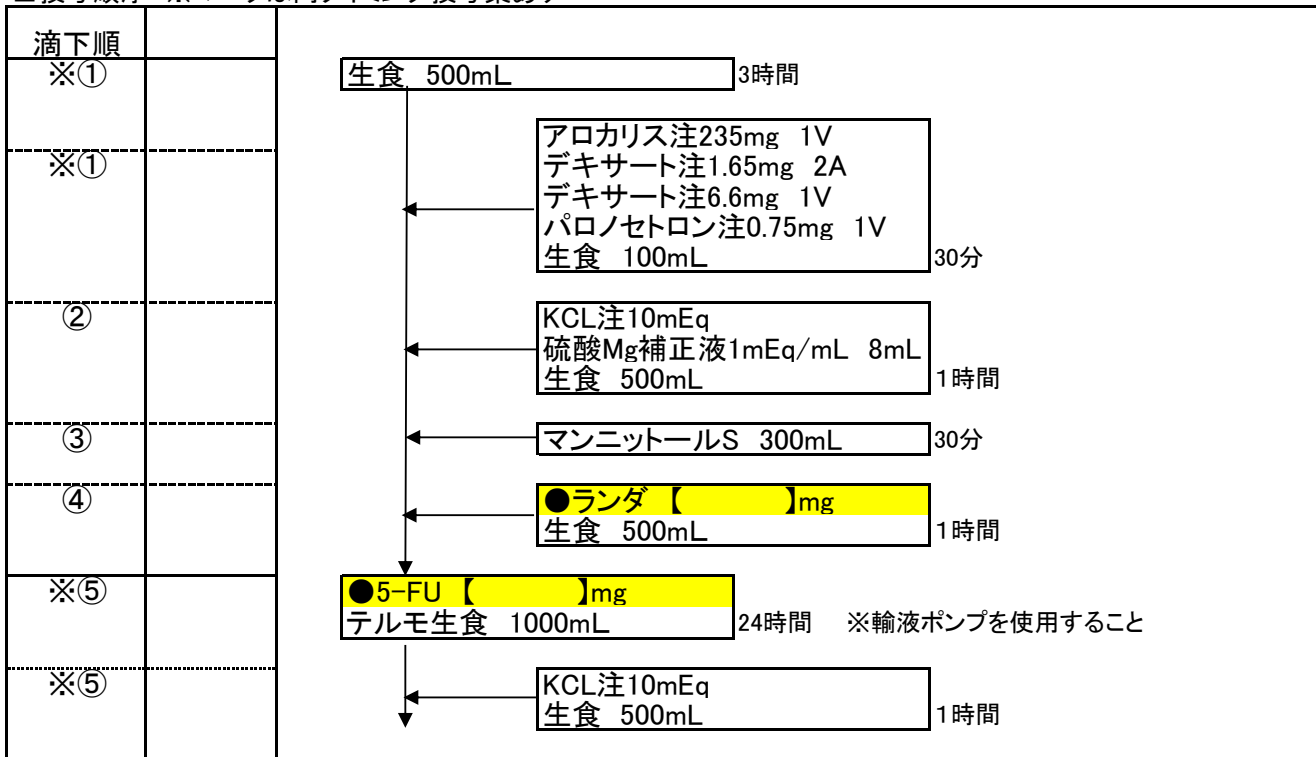 滴下順
※① 生食 500mL 3時間
※① アロカリス注235mg 1V
デキサート注1.65mg 2A
デキサート注6.6mg 1V
パロノセトロン注0.75mg 1V
生食 100mL 30分
② KCL注10mEq
硫酸Mg補正液1mEq/mL 8mL
生食 500mL 1時間
③ マンニットールS 300mL 30分
④ ●ランダ 【 】mg
生食 500mL 1時間
※⑤ ●5-FU 【 】mg
テルモ生食 1000mL 24時間 ※輸液ポンプを使用すること
※⑤ KCL注10mEq
生食 500mL 1時間